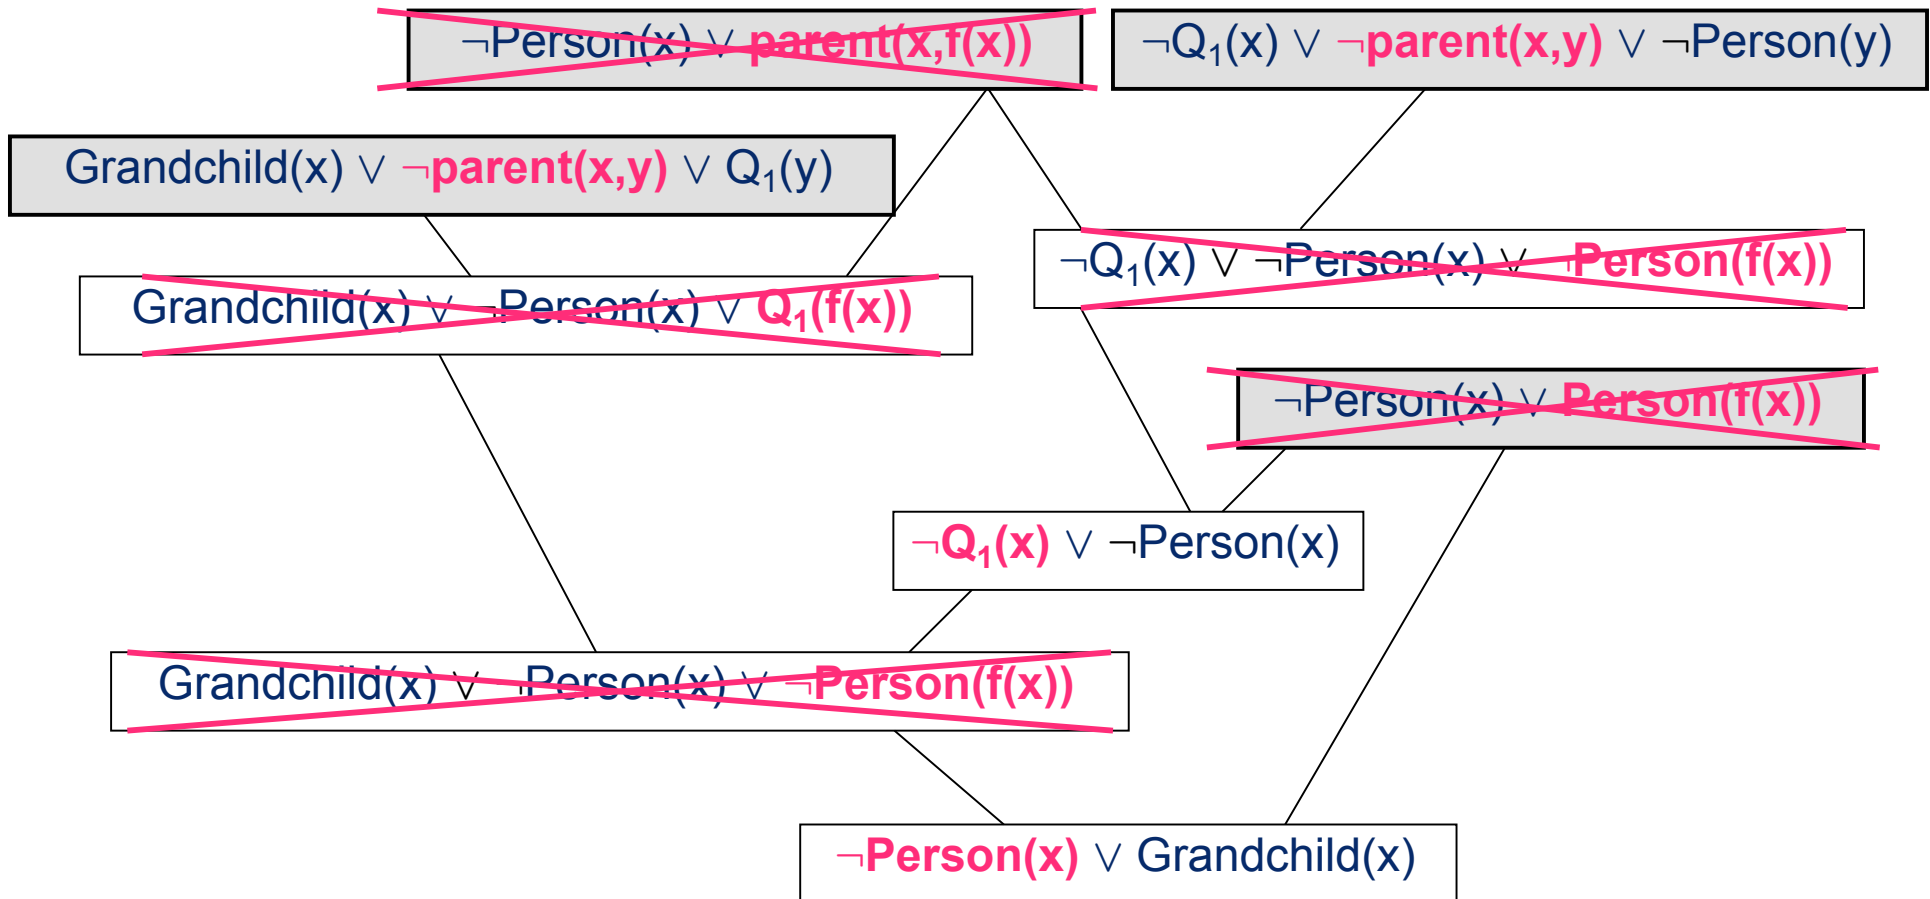 ¬Person(x) ∨ parent(x,f(x))
¬Q₁(x) ∨ ¬parent(x,y) ∨ ¬Person(y)
Grandchild(x) ∨ ¬parent(x,y) ∨ Q₁(y)
¬Q₁(x) ∨ ¬Person(x) ∨ ¬Person(f(x))
Grandchild(x) ∨ ¬Person(x) ∨ Q₁(f(x))
¬Person(x) ∨ Person(f(x))
¬Q₁(x) ∨ ¬Person(x)
Grandchild(x) ∨ ¬Person(x) ∨ ¬Person(f(x))
¬Person(x) ∨ Grandchild(x)